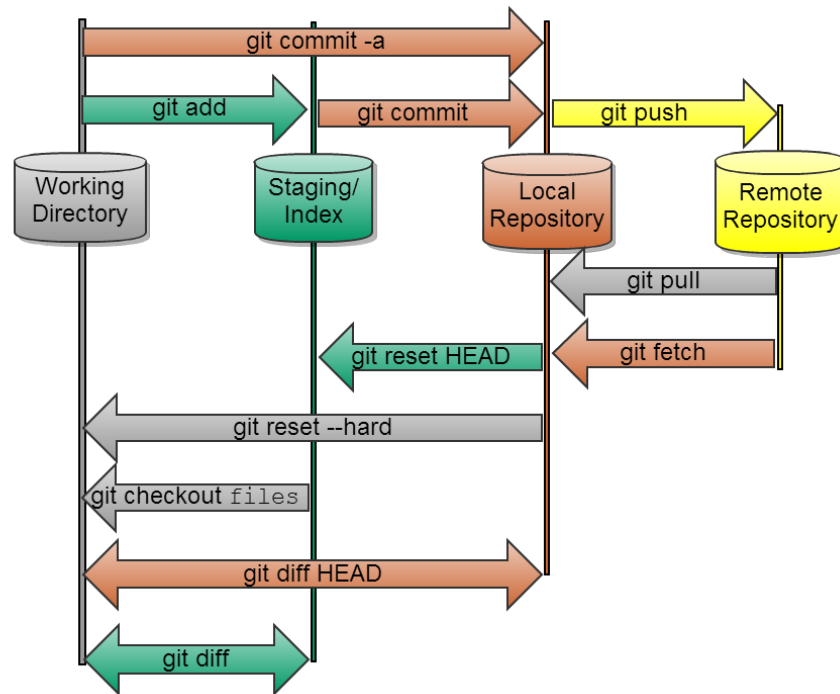 git commit -a
git add
git commit
git push
Working
Directory
Staging/
Index
Local
Repository
Remote
Repository
git pull
git reset HEAD
git fetch
git reset --hard
git checkout files
git diff HEAD
git diff